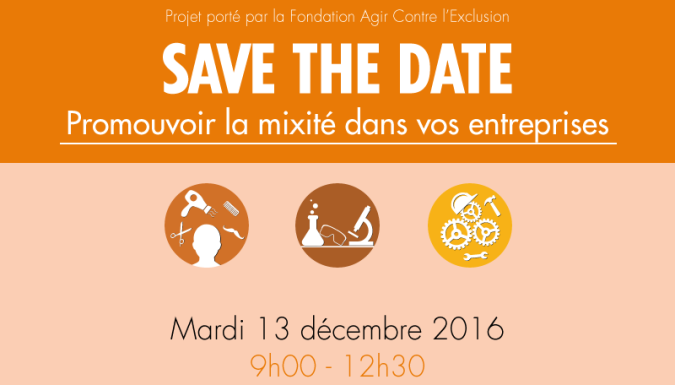 Projet porté par la Fondation Agir Contre l'Exclusion
SAVE THE DATE
Promouvoir la mixité dans vos entreprises
Mardi 13 décembre 2016
9h00 - 12h30